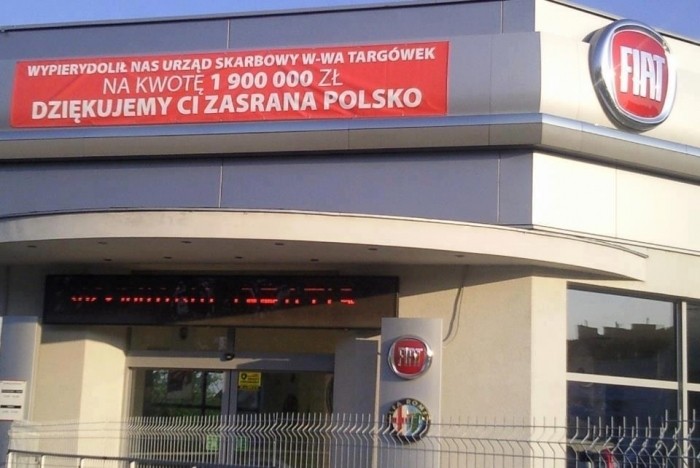 WYPIERYDOLIŁ NAS URZĄD SKARBOWY W-WA TARGÓWEK
NA KWOTĘ 1 900 000 ZŁ
DZIĘKUJEMY CI ZASRANA POLSKO
FIAT
FIAT